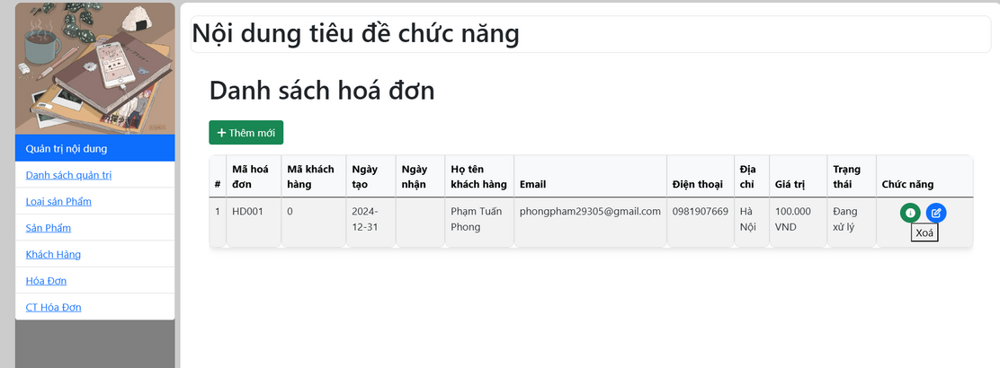 Nội dung tiêu đề chức năng
Danh sách hoá đơn
Thêm mới
Quản trị nội dung
Danh sách quản trị
Loại sản Phẩm
Sản Phẩm
Khách Hàng
Hóa Đơn
CT Hóa Đơn
# Mã hoá đơn Mã khách hàng Ngày tạo Ngày nhận Họ tên khách hàng Email Điện thoại Địa chỉ Giá trị Trạng thái Chức năng
1 HD001 0 2024-12-31 Phạm Tuấn Phong phongpham29305@gmail.com 0981907669 Hà Nội 100.000 VND Đang xử lý
Xoá